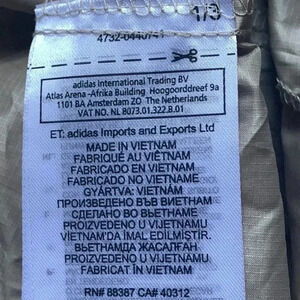 1/3
4732-0440741
adidas International Trading BV
Atlas Arena -Afrika Building Hoogoorddreef 9a
1101 BA Amsterdam ZO The Netherlands
VAT NO. NL 8073.01.322.B.01
ET: adidas Imports and Exports Ltd
MADE IN VIETNAM
FABRIQUÉ AU VIÊTNAM
FABRICADO EN VIETNAM
FABRICADO NO VIETNAME
GYÁRTVA: VIETNÁM
ПРОИЗВЕДЕНО ВЪВ ВИЕТНАМ
СДЕЛАНО ВО ВЬЕТНАМЕ
PROIZVEDENO U VIJETNAMU
VIETNAM'DA İMAL EDİLMİŞTİR.
ВЬЕТНАМДА ЖАСАЛҒАН
PROIZVEDENO U VIJETNAMU
FABRICAT ÎN VIETNAM
RN# 88387 CA# 40312